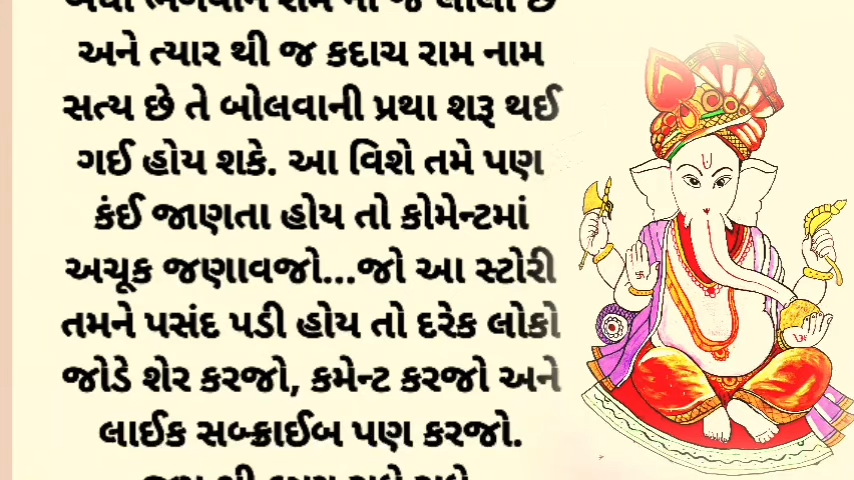 અને ત્યાર થી જ કદાચ રામ નામ
સત્ય છે તે બોલવાની પ્રથા શરૂ થઈ
ગઈ હોય શકે. આ વિશે તમે પણ
કંઈ જાણતા હોય તો કોમેન્ટમાં
અચૂક જણાવજો...જો આ સ્ટોરી
તમને પસંદ પડી હોય તો દરેક લોકો
જોડે શેર કરજો, કમેન્ટ કરજો અને
લાઈક સબ્સ્ક્રાઈબ પણ કરજો.